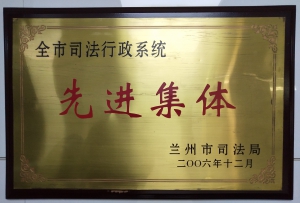 全市司法行政系统
先进集体
兰州市司法局
二〇〇六年十二月